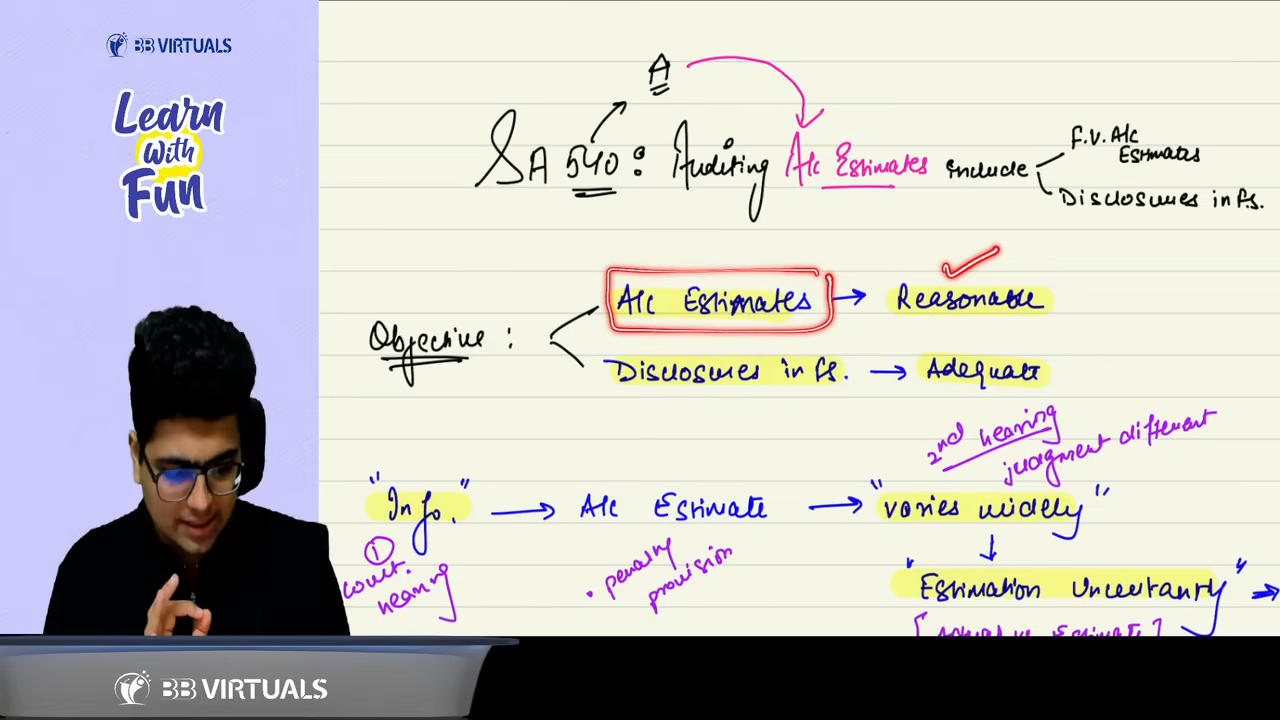 BB VIRTUALS
Learn
With
Fun
A
SA 540: Auditing A/c Estimates include
F.V. A/c
Estimates
Disclosures in f.s.
Objective :
A/c Estimates → Reasonable
Disclosures in fs. → Adequate
2nd hearing
judgment different
"Info." → A/c Estimate → "varies widely"
① court.
hearing
• penalty
provision
"Estimation Uncertainty" →
BB VIRTUALS